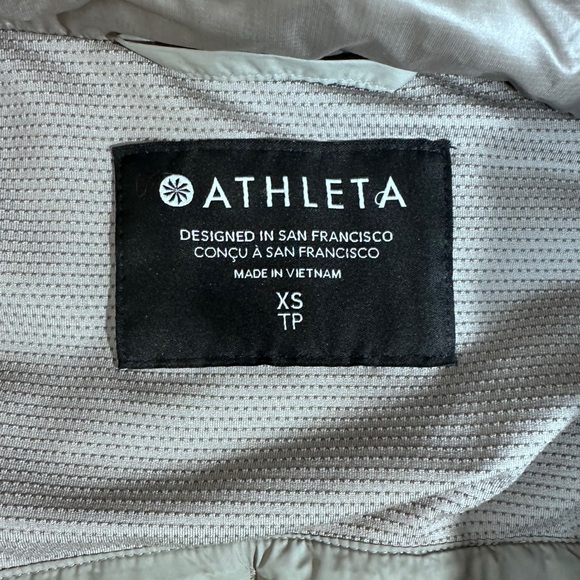 ATHLETA
DESIGNED IN SAN FRANCISCO
CONÇU À SAN FRANCISCO
MADE IN VIETNAM
XS
TP